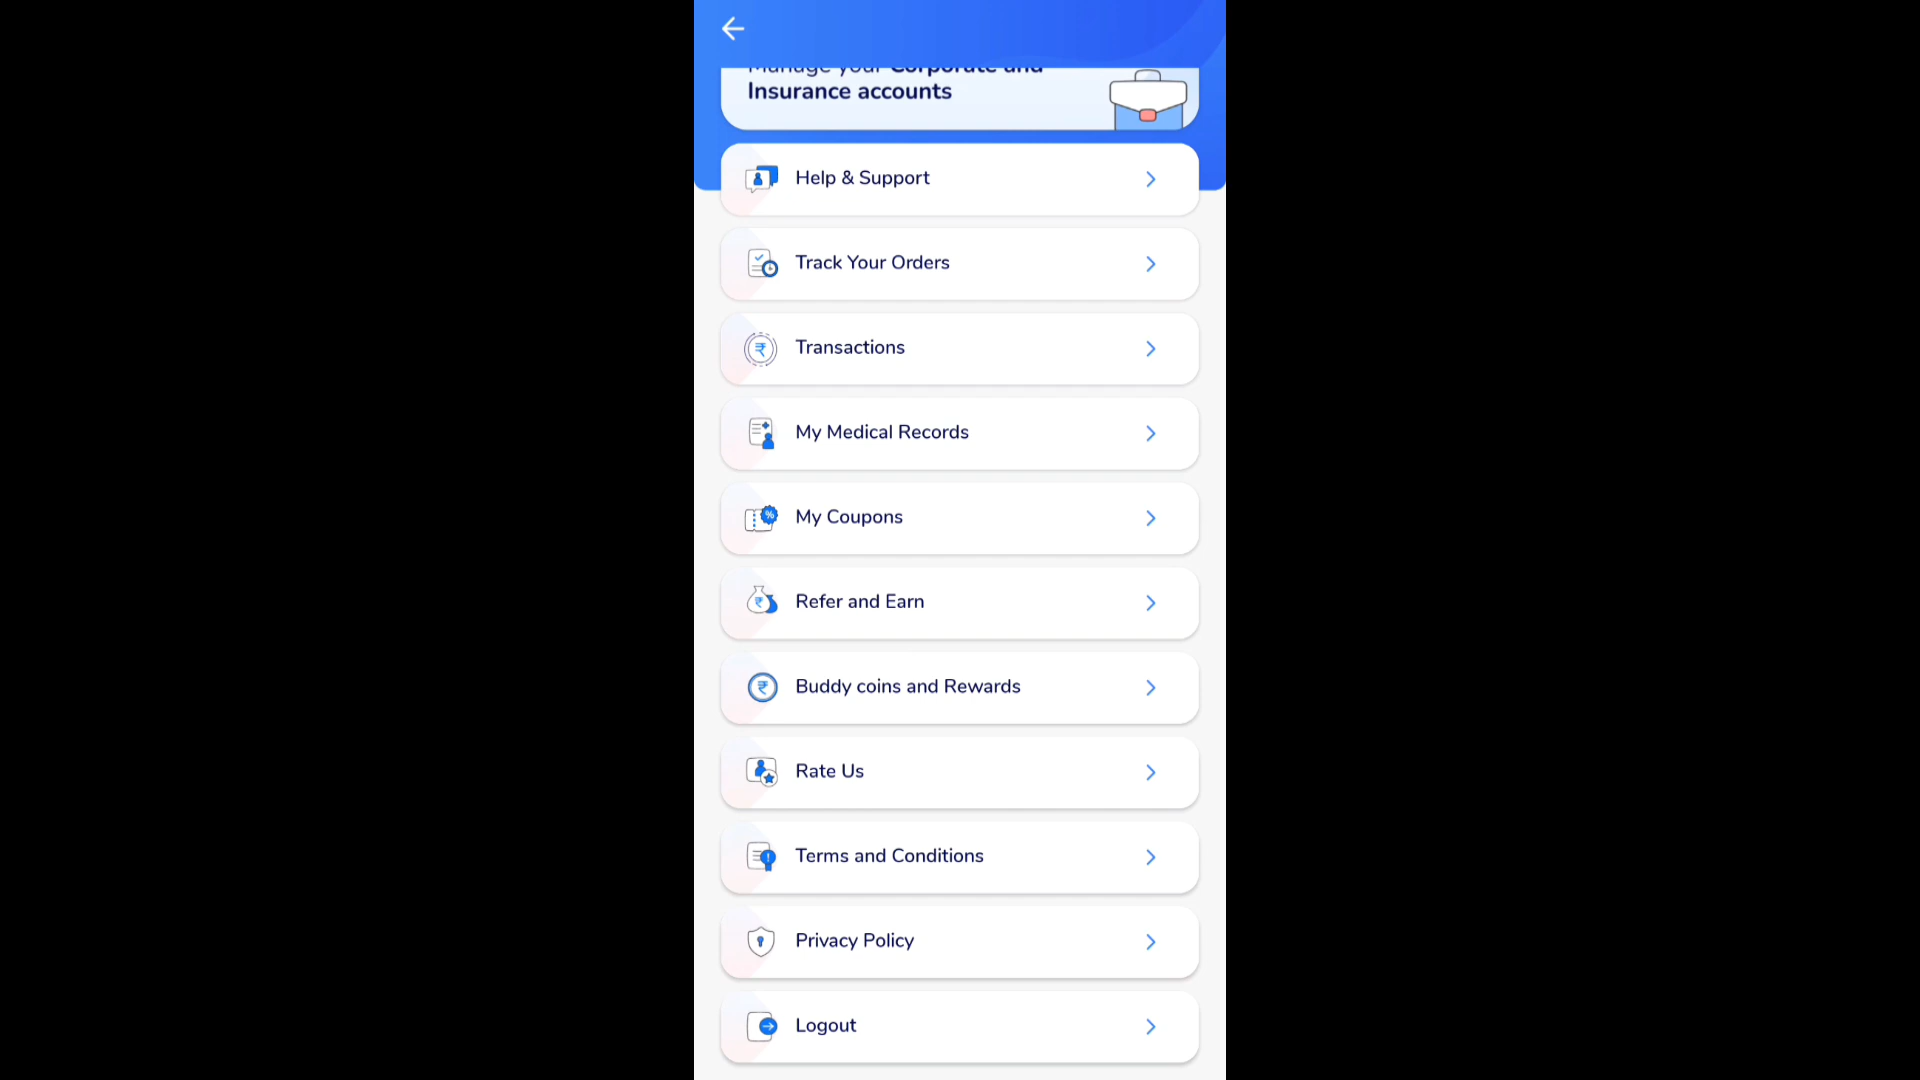 Manage your Corporate and
Insurance accounts
Help & Support
Track Your Orders
Transactions
My Medical Records
My Coupons
Refer and Earn
Buddy coins and Rewards
Rate Us
Terms and Conditions
Privacy Policy
Logout